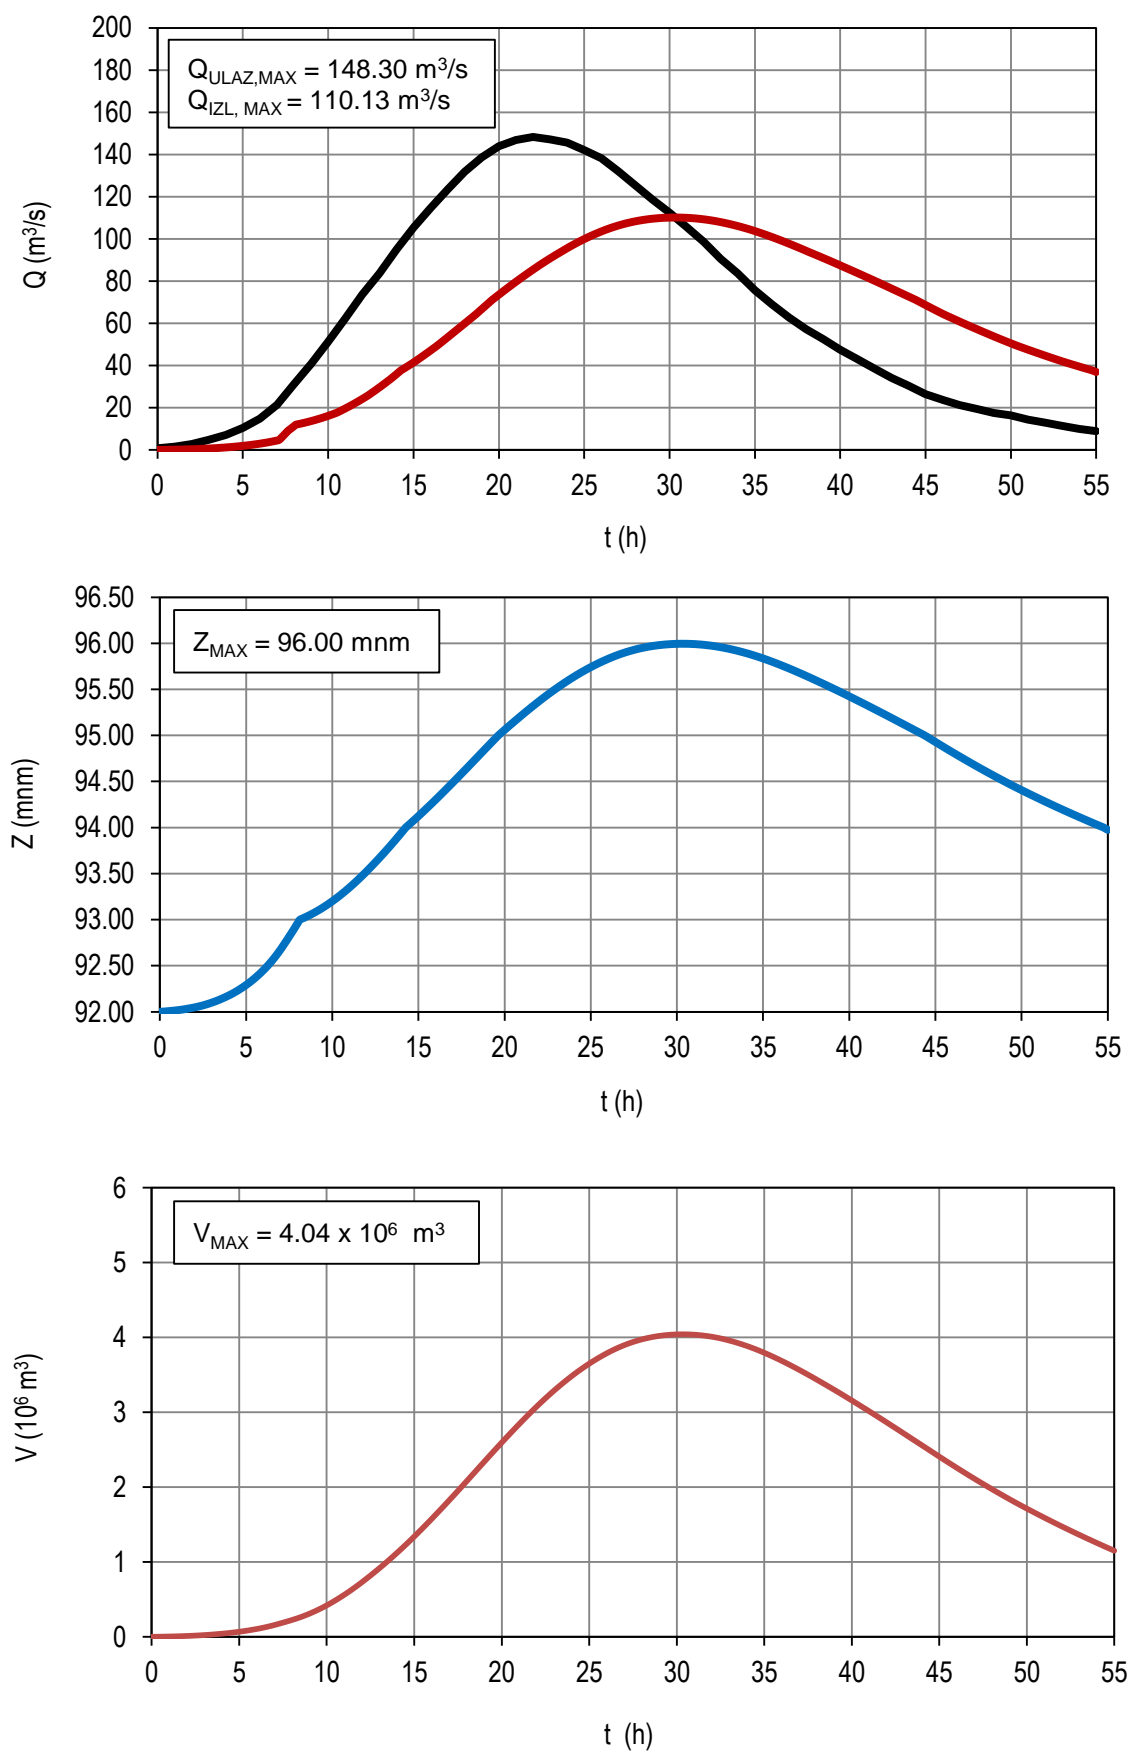 200
180
160
140
120
100
80
60
40
20
0
Q (m³/s)
Q_ULAZ,MAX = 148.30 m³/s
Q_IZL, MAX = 110.13 m³/s
0 5 10 15 20 25 30 35 40 45 50 55
t (h)
96.50
96.00
95.50
95.00
94.50
94.00
93.50
93.00
92.50
92.00
Z (mnm)
Z_MAX = 96.00 mnm
0 5 10 15 20 25 30 35 40 45 50 55
t (h)
6
5
4
3
2
1
0
V (10⁶ m³)
V_MAX = 4.04 x 10⁶ m³
0 5 10 15 20 25 30 35 40 45 50 55
t (h)